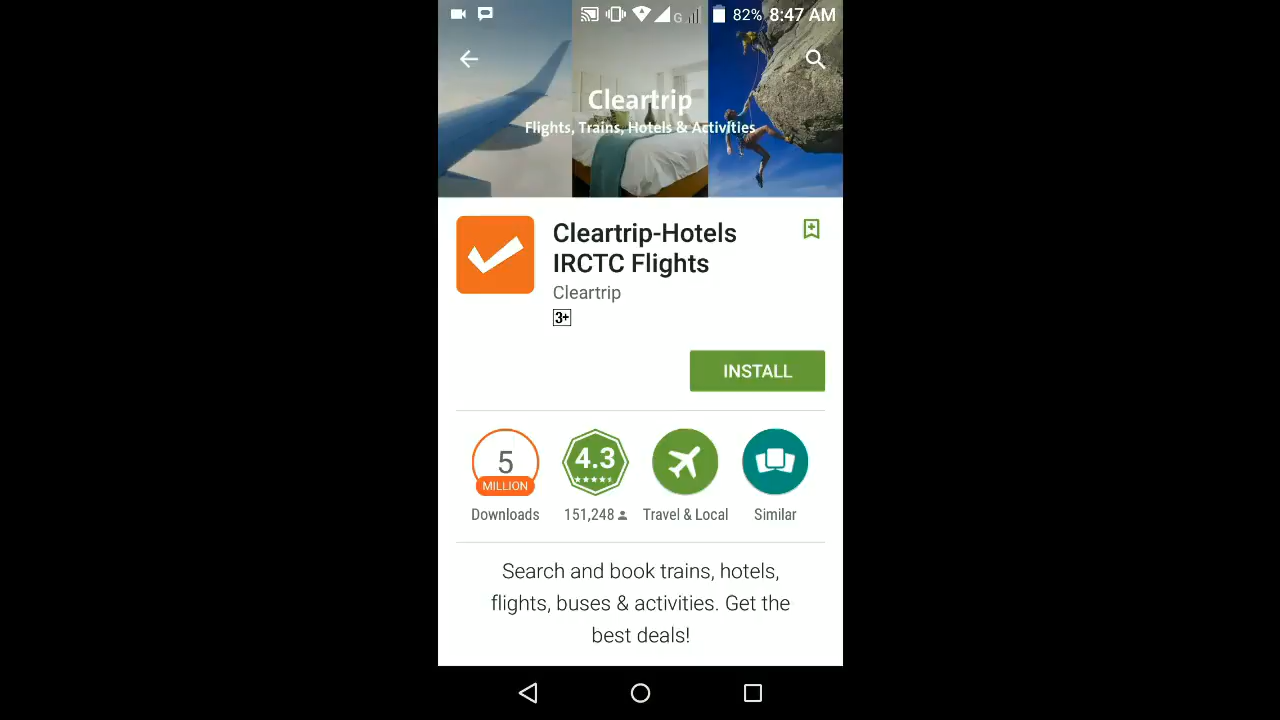 G 82% 8:47 AM
Cleartrip
Flights, Trains, Hotels & Activities
Cleartrip-Hotels
IRCTC Flights
Cleartrip
3+
INSTALL
5
MILLION
4.3
Downloads
151,248
Travel & Local
Similar
Search and book trains, hotels,
flights, buses & activities. Get the
best deals!